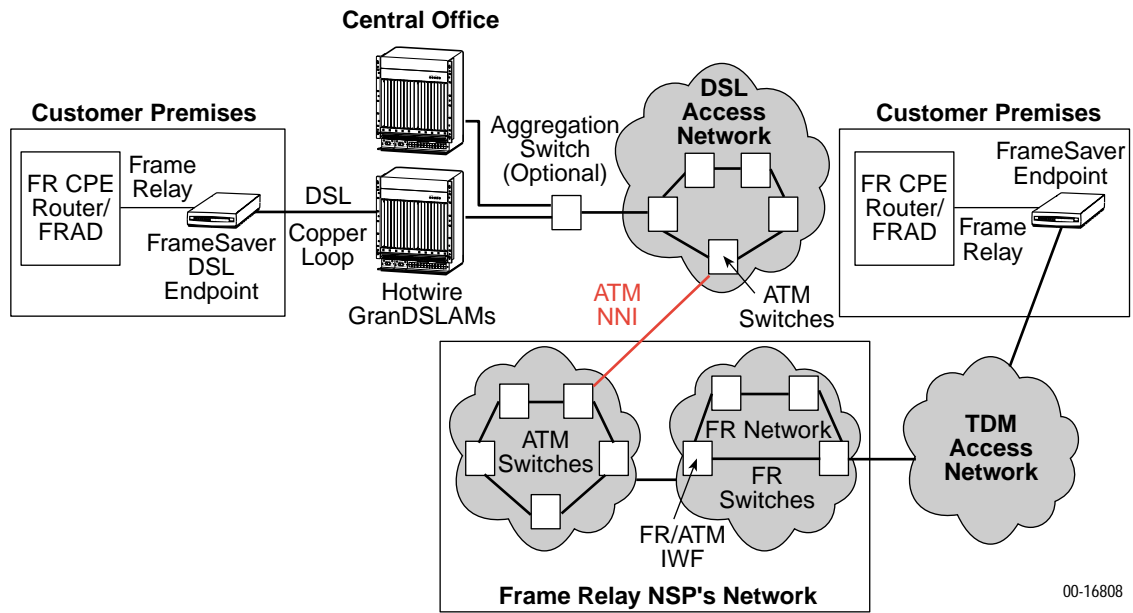 Central Office
Customer Premises
FR CPE
Router/
FRAD
Frame
Relay
FrameSaver
DSL
Endpoint
DSL
Copper
Loop
Hotwire
GranDSLAMs
Aggregation
Switch
(Optional)
DSL
Access
Network
ATM
Switches
ATM
NNI
Customer Premises
FR CPE
Router/
FRAD
FrameSaver
Endpoint
Frame
Relay
ATM
Switches
FR Network
FR
Switches
FR/ATM
IWF
TDM
Access
Network
Frame Relay NSP's Network
00-16808